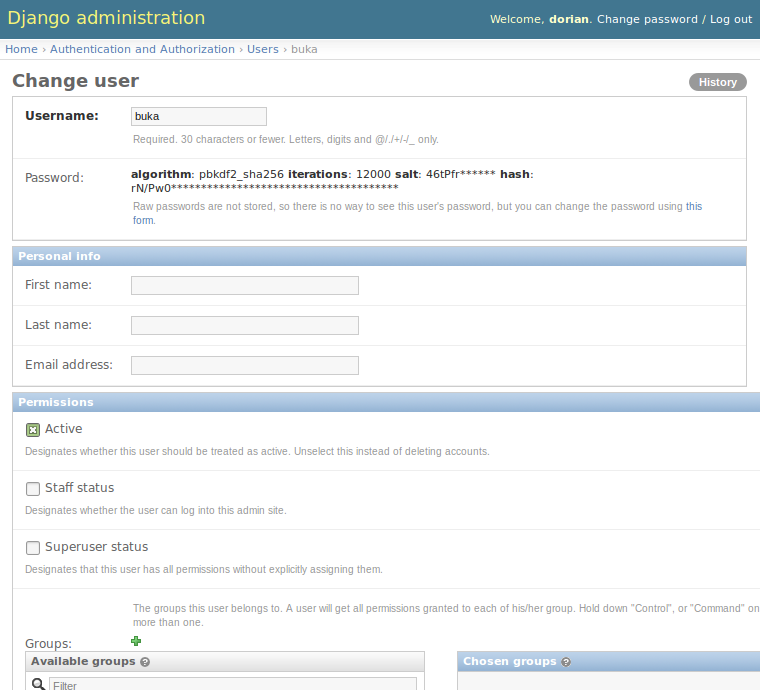 Django administration
Welcome, dorian. Change password / Log out
Home › Authentication and Authorization › Users › buka
Change user
History
Username: buka
Required. 30 characters or fewer. Letters, digits and @/./+/-/_ only.
Password: algorithm: pbkdf2_sha256 iterations: 12000 salt: 46tPfr****** hash:
rN/Pw0**************************************
Raw passwords are not stored, so there is no way to see this user's password, but you can change the password using this
form.
Personal info
First name:
Last name:
Email address:
Permissions
Active
Designates whether this user should be treated as active. Unselect this instead of deleting accounts.
Staff status
Designates whether the user can log into this admin site.
Superuser status
Designates that this user has all permissions without explicitly assigning them.
The groups this user belongs to. A user will get all permissions granted to each of his/her group. Hold down "Control", or "Command" on
more than one.
Groups:
Available groups ?
Chosen groups ?
Filter